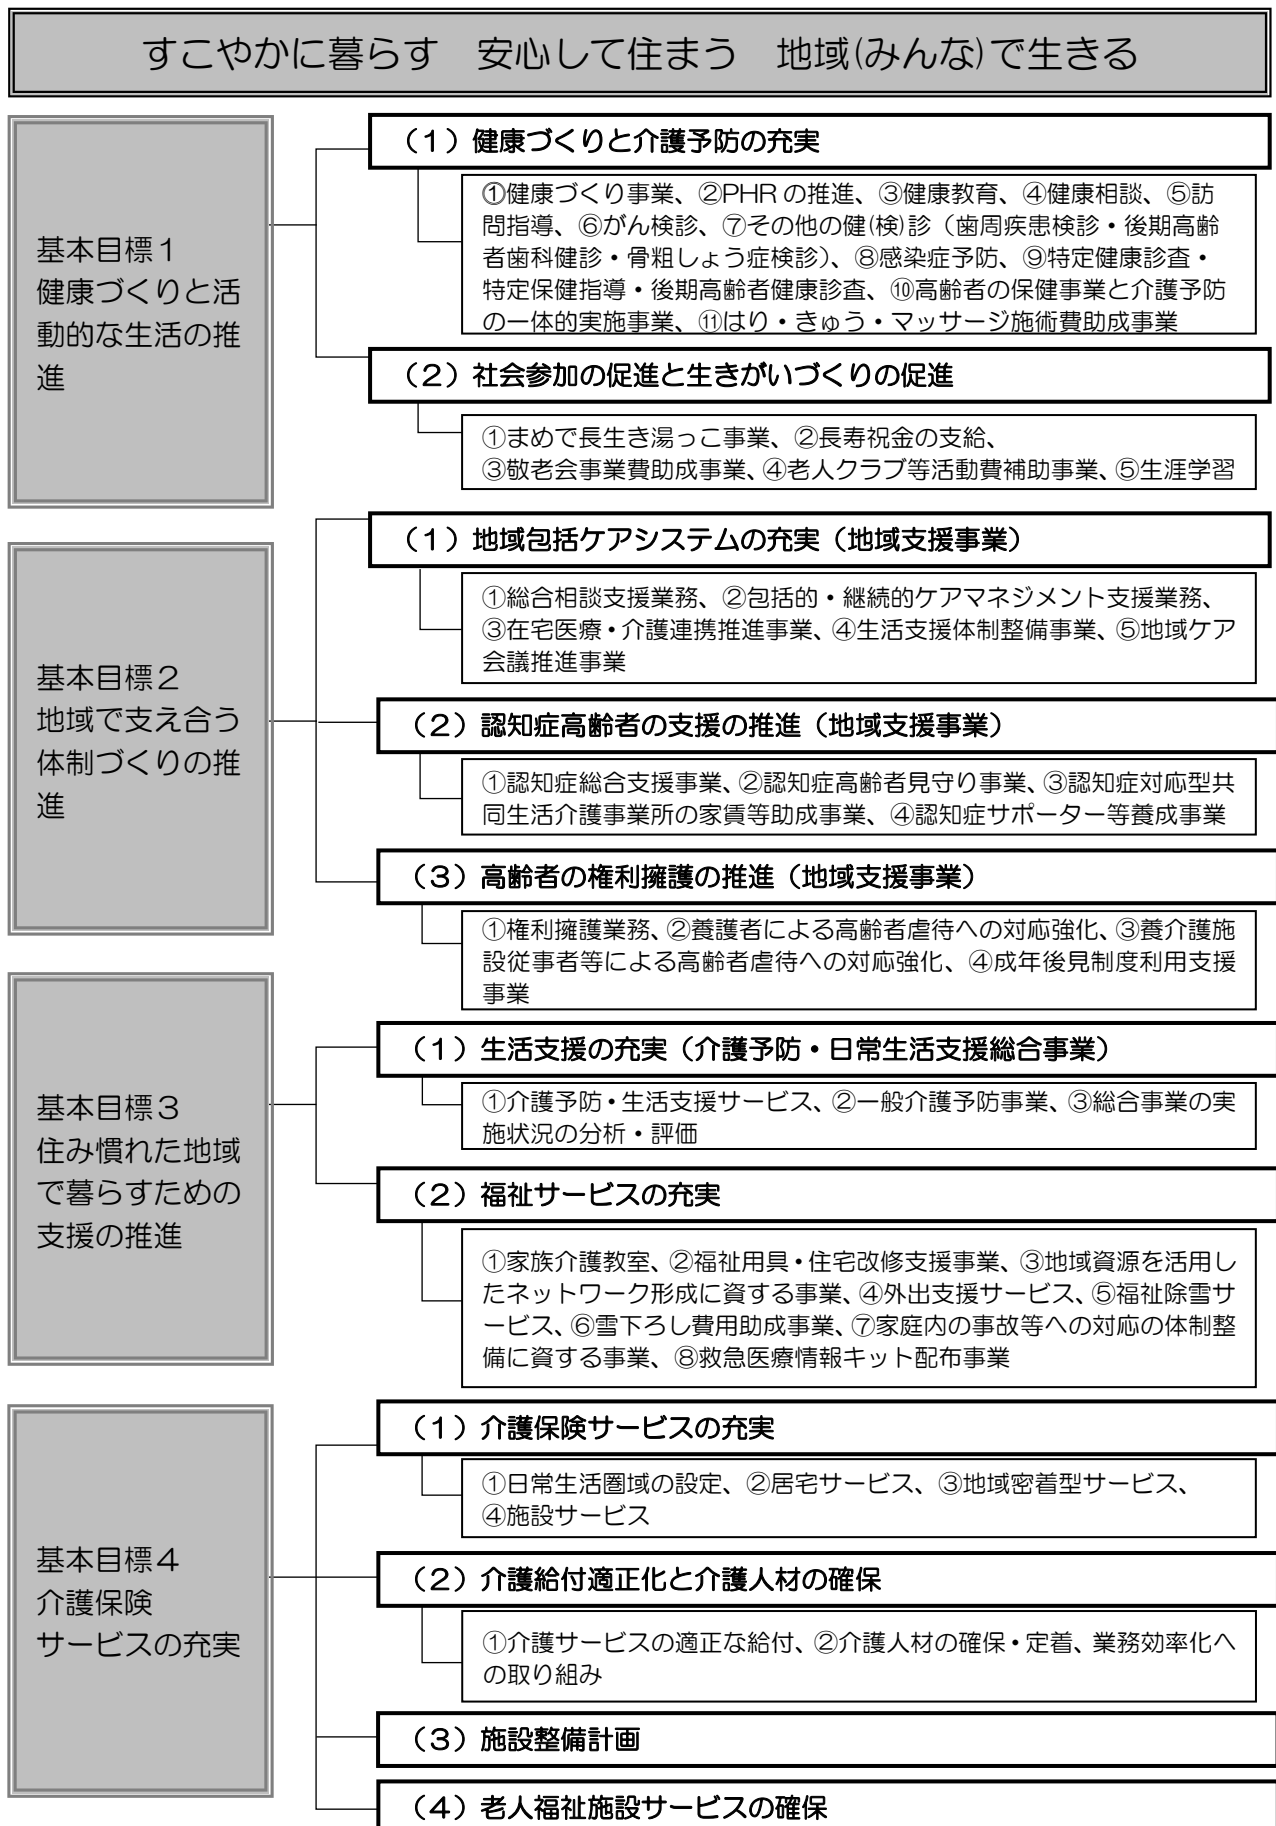 すこやかに暮らす　安心して住まう　地域(みんな)で生きる
基本目標１
健康づくりと活
動的な生活の推
進
（１）健康づくりと介護予防の充実
①健康づくり事業、②PHR の推進、③健康教育、④健康相談、⑤訪
問指導、⑥がん検診、⑦その他の健(検)診（歯周疾患検診・後期高齢
者歯科健診・骨粗しょう症検診）、⑧感染症予防、⑨特定健康診査・
特定保健指導・後期高齢者健康診査、⑩高齢者の保健事業と介護予防
の一体的実施事業、⑪はり・きゅう・マッサージ施術費助成事業
（２）社会参加の促進と生きがいづくりの促進
①まめで長生き湯っこ事業、②長寿祝金の支給、
③敬老会事業費助成事業、④老人クラブ等活動費補助事業、⑤生涯学習
基本目標２
地域で支え合う
体制づくりの推
進
（１）地域包括ケアシステムの充実（地域支援事業）
①総合相談支援業務、②包括的・継続的ケアマネジメント支援業務、
③在宅医療・介護連携推進事業、④生活支援体制整備事業、⑤地域ケア
会議推進事業
（２）認知症高齢者の支援の推進（地域支援事業）
①認知症総合支援事業、②認知症高齢者見守り事業、③認知症対応型共
同生活介護事業所の家賃等助成事業、④認知症サポーター等養成事業
（３）高齢者の権利擁護の推進（地域支援事業）
①権利擁護業務、②養護者による高齢者虐待への対応強化、③養介護施
設従事者等による高齢者虐待への対応強化、④成年後見制度利用支援
事業
基本目標３
住み慣れた地域
で暮らすための
支援の推進
（１）生活支援の充実（介護予防・日常生活支援総合事業）
①介護予防・生活支援サービス、②一般介護予防事業、③総合事業の実
施状況の分析・評価
（２）福祉サービスの充実
①家族介護教室、②福祉用具・住宅改修支援事業、③地域資源を活用し
たネットワーク形成に資する事業、④外出支援サービス、⑤福祉除雪サ
ービス、⑥雪下ろし費用助成事業、⑦家庭内の事故等への対応の体制整
備に資する事業、⑧救急医療情報キット配布事業
基本目標４
介護保険
サービスの充実
（１）介護保険サービスの充実
①日常生活圏域の設定、②居宅サービス、③地域密着型サービス、
④施設サービス
（２）介護給付適正化と介護人材の確保
①介護サービスの適正な給付、②介護人材の確保・定着、業務効率化へ
の取り組み
（３）施設整備計画
（４）老人福祉施設サービスの確保